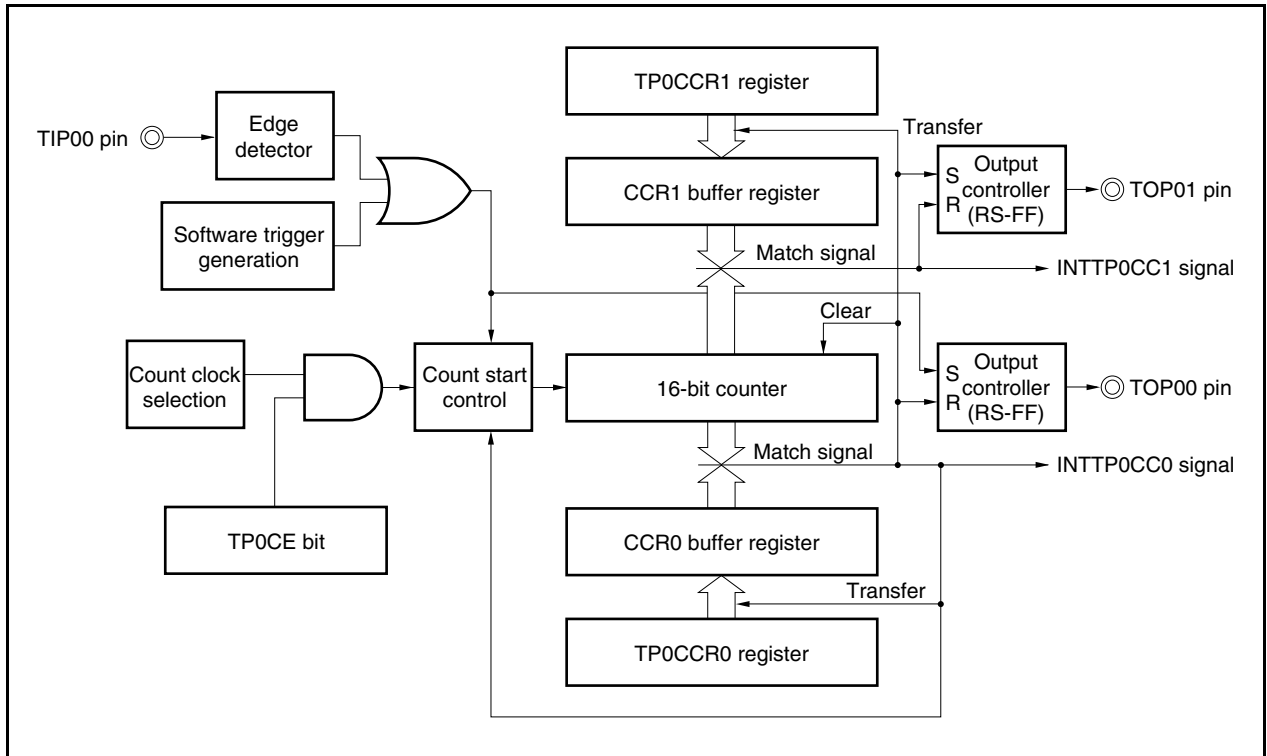 TP0CCR1 register
TIP00 pin
Edge
detector
Transfer
CCR1 buffer register
S
R
Output
controller
(RS-FF)
TOP01 pin
Software trigger
generation
Match signal
INTTP0CC1 signal
Clear
Count clock
selection
Count start
control
16-bit counter
S
R
Output
controller
(RS-FF)
TOP00 pin
Match signal
INTTP0CC0 signal
TP0CE bit
CCR0 buffer register
Transfer
TP0CCR0 register